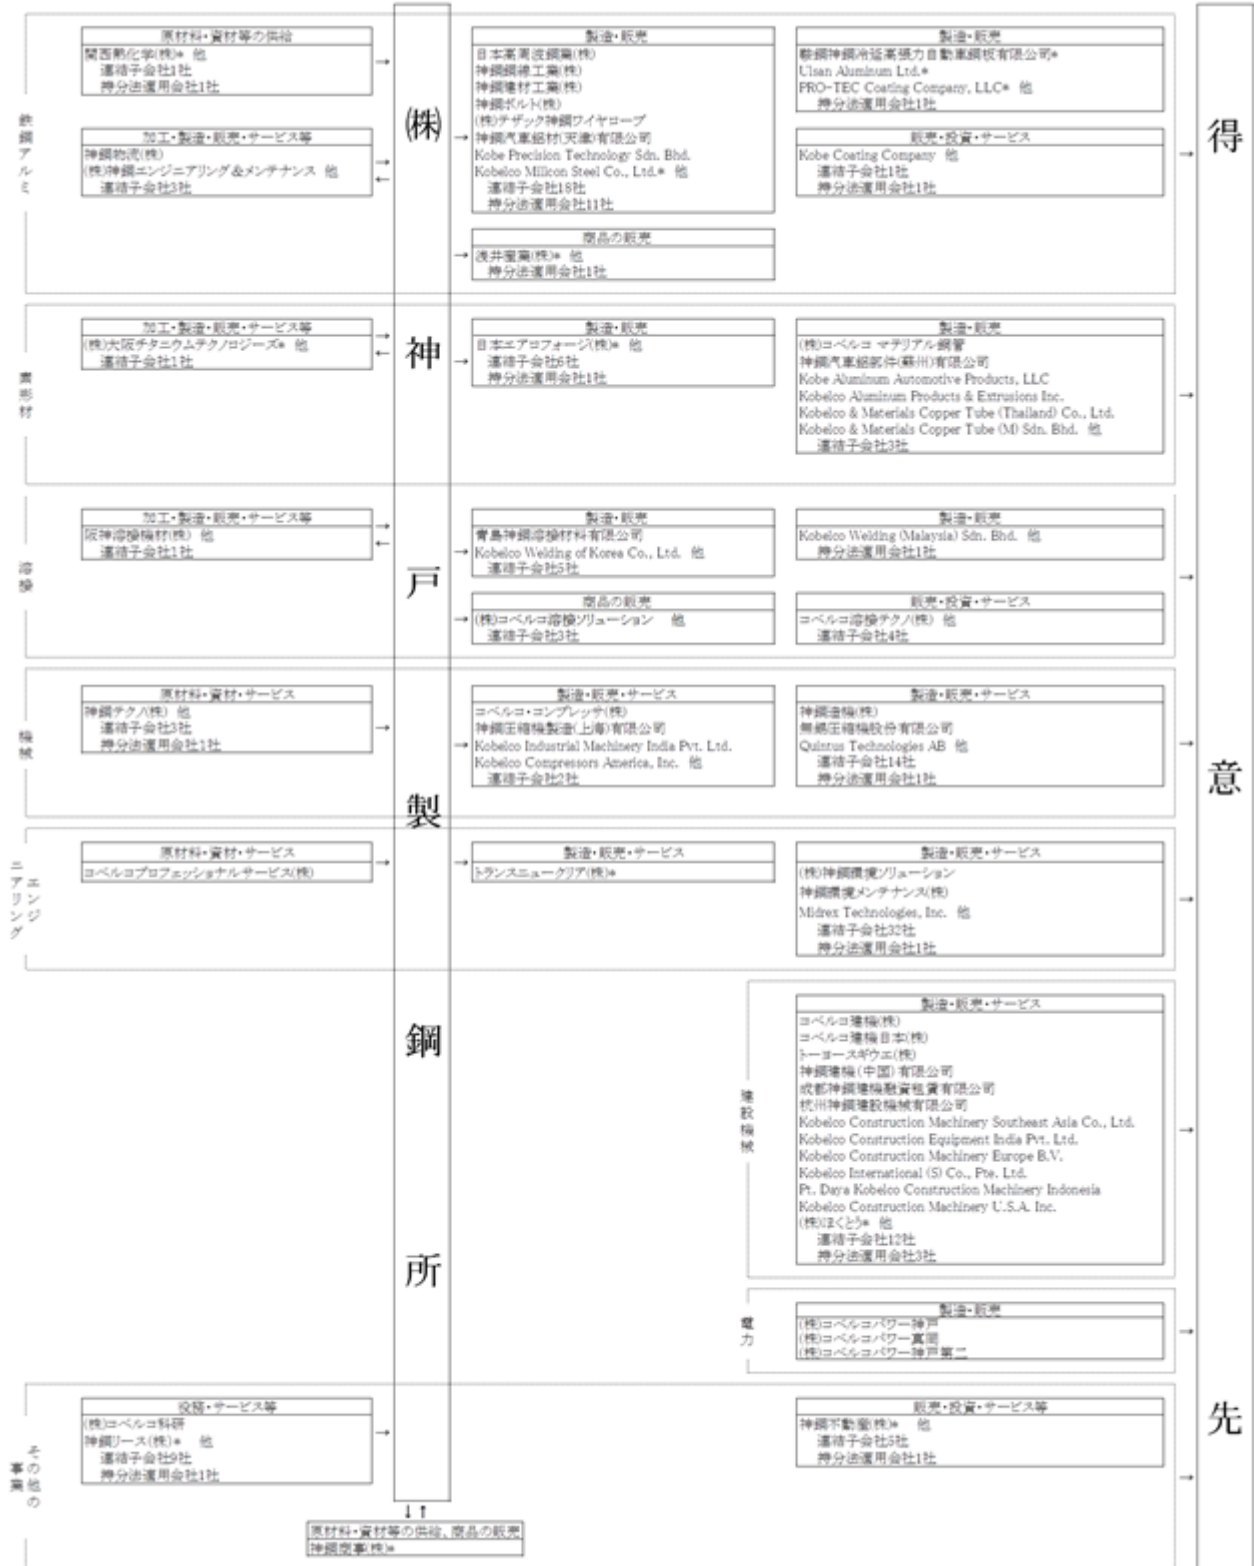 (株)神戸製鋼所
得意先
鉄鋼アルミ
原材料・資材等の供給
関西熱化学(株)* 他
連結子会社1社
持分法適用会社1社
加工・製造・販売・サービス等
神鋼物流(株)
(株)神鋼エンジニアリング&メンテナンス 他
連結子会社3社
製造・販売
日本高周波鋼業(株)
神鋼鋼線工業(株)
神鋼建材工業(株)
神鋼ボルト(株)
(株)テザック神鋼ワイヤロープ
神鋼汽車鋁材(天津)有限公司
Kobe Precision Technology Sdn. Bhd.
Kobelco Millcon Steel Co., Ltd.* 他
連結子会社18社
持分法適用会社11社
商品の販売
浅井産業(株)* 他
持分法適用会社1社
製造・販売
鞍鋼神鋼冷延高張力自動車鋼板有限公司*
Ulsan Aluminum Ltd.*
PRO-TEC Coating Company, LLC* 他
持分法適用会社1社
販売・投資・サービス
Kobe Coating Company 他
連結子会社1社
持分法適用会社1社
素形材
加工・製造・販売・サービス等
(株)大阪チタニウムテクノロジーズ* 他
連結子会社1社
製造・販売
日本エアロフォージ(株)* 他
連結子会社6社
持分法適用会社1社
製造・販売
(株)コベルコ マテリアル銅管
神鋼汽車鋁部件(蘇州)有限公司
Kobe Aluminum Automotive Products, LLC
Kobelco Aluminum Products & Extrusions Inc.
Kobelco & Materials Copper Tube (Thailand) Co., Ltd.
Kobelco & Materials Copper Tube (M) Sdn. Bhd. 他
連結子会社3社
溶接
加工・製造・販売・サービス等
阪神溶接機材(株) 他
連結子会社1社
製造・販売
青島神鋼溶接材料有限公司
Kobelco Welding of Korea Co., Ltd. 他
連結子会社5社
商品の販売
(株)コベルコ溶接ソリューション 他
連結子会社3社
製造・販売
Kobelco Welding (Malaysia) Sdn. Bhd. 他
持分法適用会社1社
販売・投資・サービス
コベルコ溶接テクノ(株) 他
連結子会社4社
機械
原材料・資材・サービス
神鋼テクノ(株) 他
連結子会社3社
持分法適用会社1社
製造・販売・サービス
コベルコ・コンプレッサ(株)
神鋼圧縮機製造(上海)有限公司
Kobelco Industrial Machinery India Pvt. Ltd.
Kobelco Compressors America, Inc. 他
連結子会社2社
製造・販売・サービス
神鋼造機(株)
無錫圧縮機股份有限公司
Quintus Technologies AB 他
連結子会社14社
持分法適用会社1社
エンジニアリング
原材料・資材・サービス
コベルコプロフェッショナルサービス(株)
製造・販売・サービス
トランスニュークリア(株)*
製造・販売・サービス
(株)神鋼環境ソリューション
神鋼環境メンテナンス(株)
Midrex Technologies, Inc. 他
連結子会社32社
持分法適用会社1社
建設機械
製造・販売・サービス
コベルコ建機(株)
コベルコ建機日本(株)
トーヨースギウエ(株)
神鋼建機(中国)有限公司
成都神鋼建機融資租賃有限公司
杭州神鋼建設機械有限公司
Kobelco Construction Machinery Southeast Asia Co., Ltd.
Kobelco Construction Equipment India Pvt. Ltd.
Kobelco Construction Machinery Europe B.V.
Kobelco International (S) Co., Pte. Ltd.
Pt. Daya Kobelco Construction Machinery Indonesia
Kobelco Construction Machinery U.S.A. Inc.
(株)ほくとう* 他
連結子会社12社
持分法適用会社3社
電力
製造・販売
(株)コベルコパワー神戸
(株)コベルコパワー真岡
(株)コベルコパワー神戸第二
その他の事業
役務・サービス等
(株)コベルコ科研
神鋼リース(株)* 他
連結子会社9社
持分法適用会社1社
販売・投資・サービス等
神鋼不動産(株)* 他
連結子会社5社
持分法適用会社1社
原材料・資材等の供給、商品の販売
神鋼商事(株)*